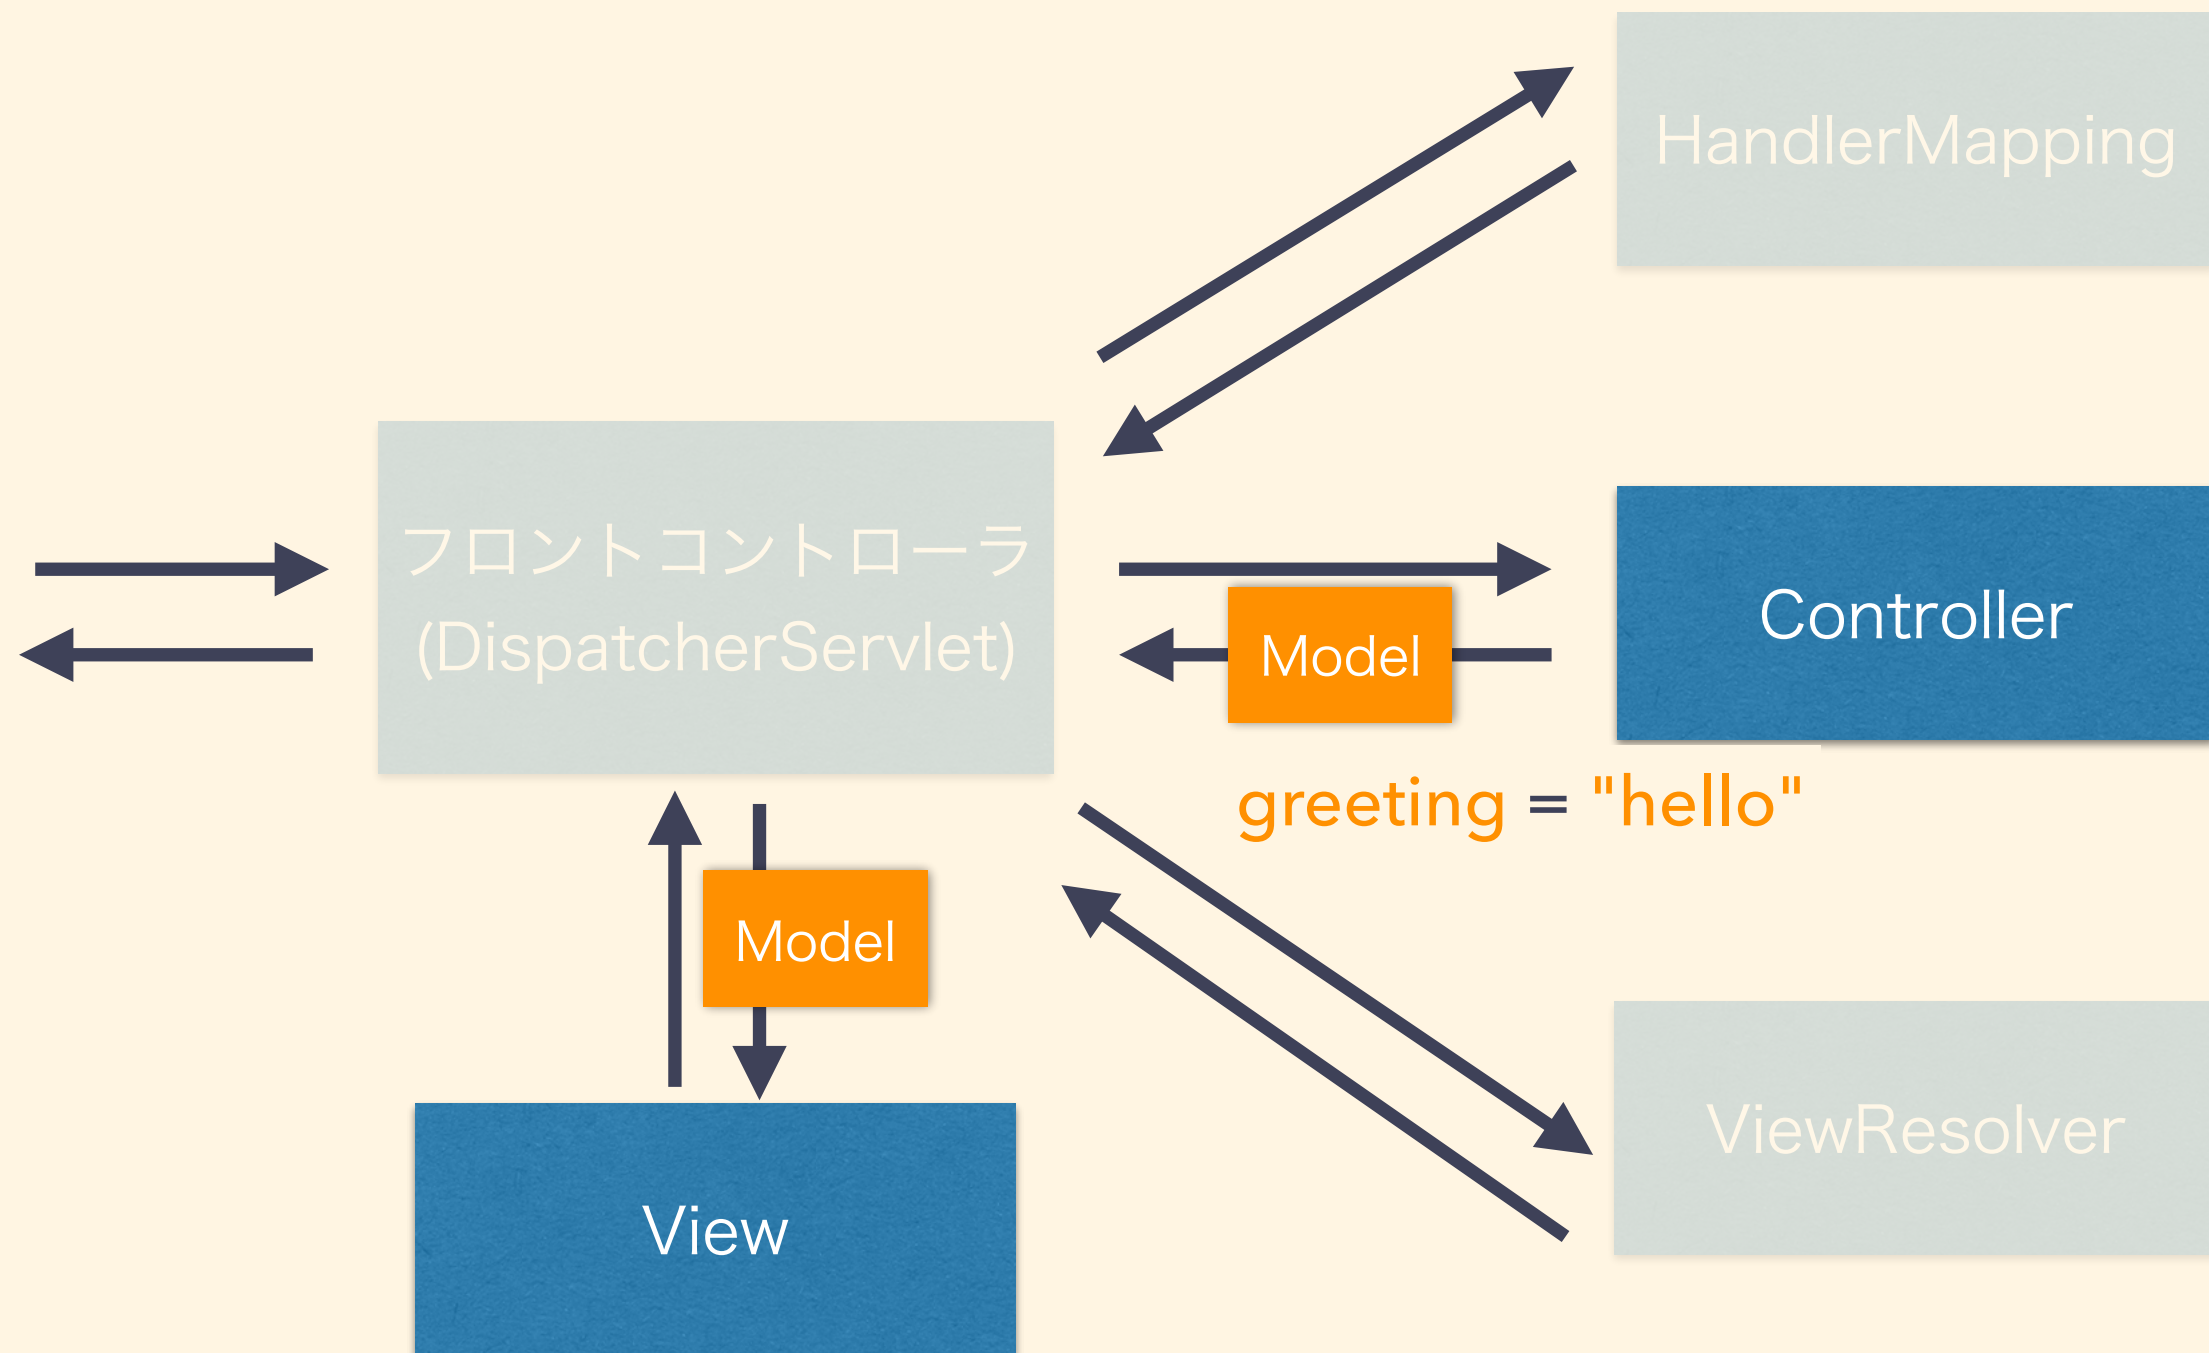 HandlerMapping
フロントコントローラ
(DispatcherServlet)
Controller
Model
greeting = "hello"
Model
ViewResolver
View